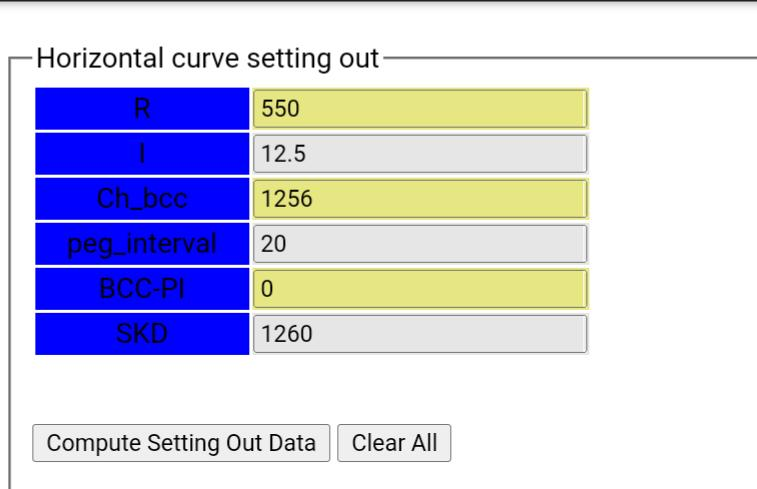 Horizontal curve setting out
R 550
I 12.5
Ch_bcc 1256
peg_interval 20
BCC-PI 0
SKD 1260
Compute Setting Out Data Clear All